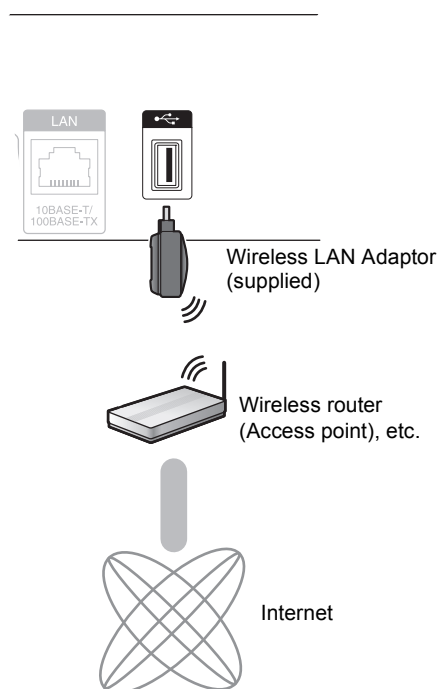 LAN
10BASE-T/
100BASE-TX
Wireless LAN Adaptor
(supplied)
Wireless router
(Access point), etc.
Internet